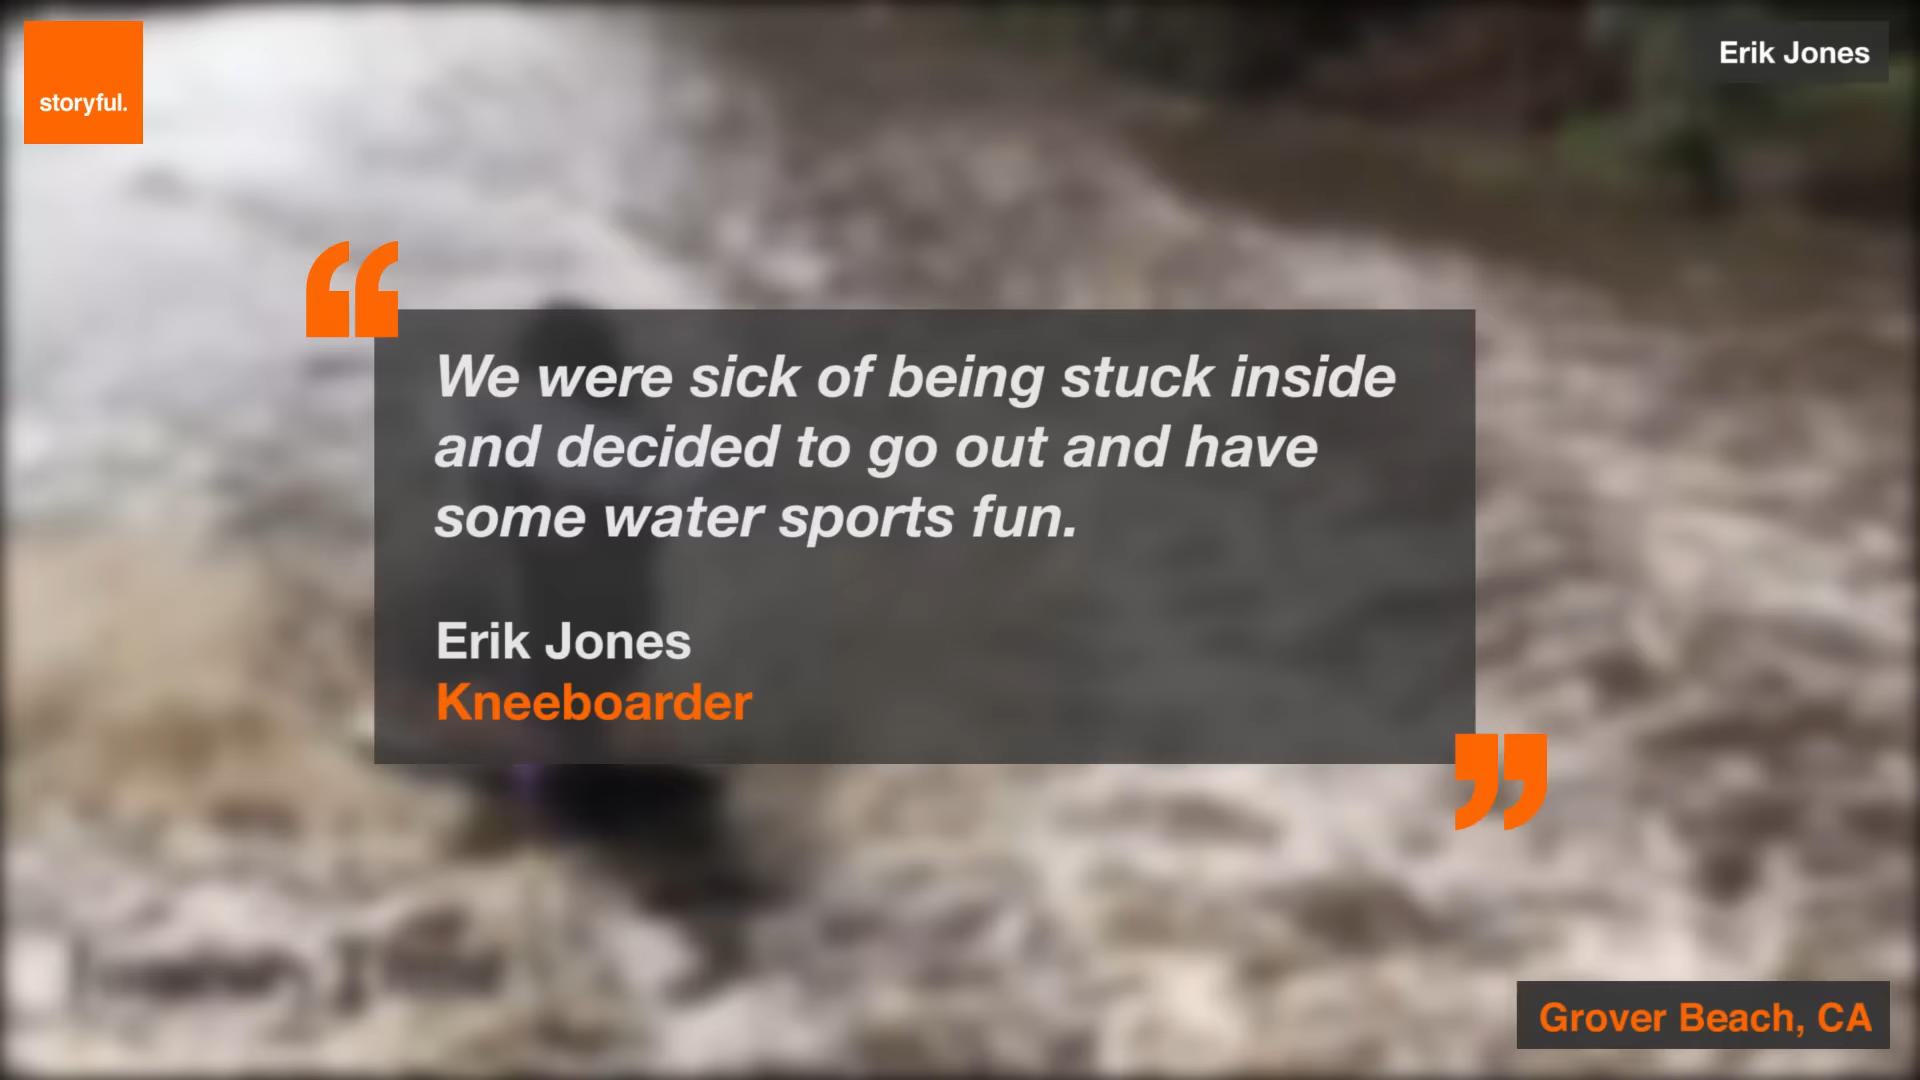 storyful.
Erik Jones
“
We were sick of being stuck inside
and decided to go out and have
some water sports fun.
Erik Jones
Kneeboarder
”
Grover Beach, CA